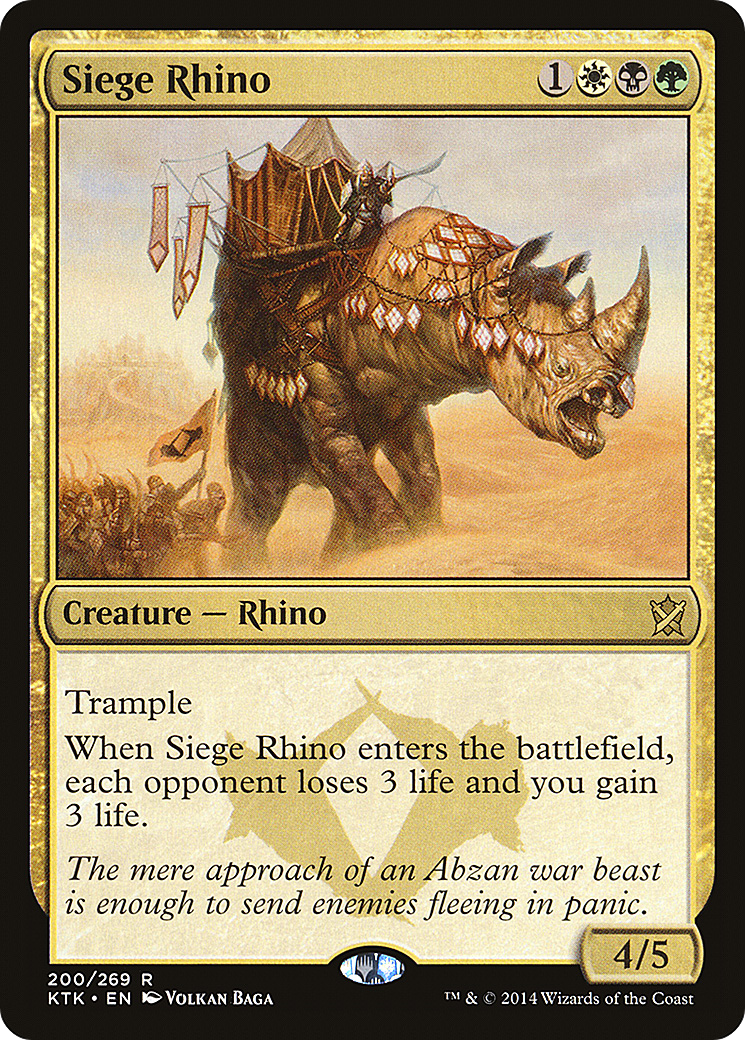 Siege Rhino 1
Creature — Rhino
Trample
When Siege Rhino enters the battlefield,
each opponent loses 3 life and you gain
3 life.
The mere approach of an Abzan war beast
is enough to send enemies fleeing in panic.
4/5
200/269 R
KTK • EN Volkan Baga
™ & © 2014 Wizards of the Coast